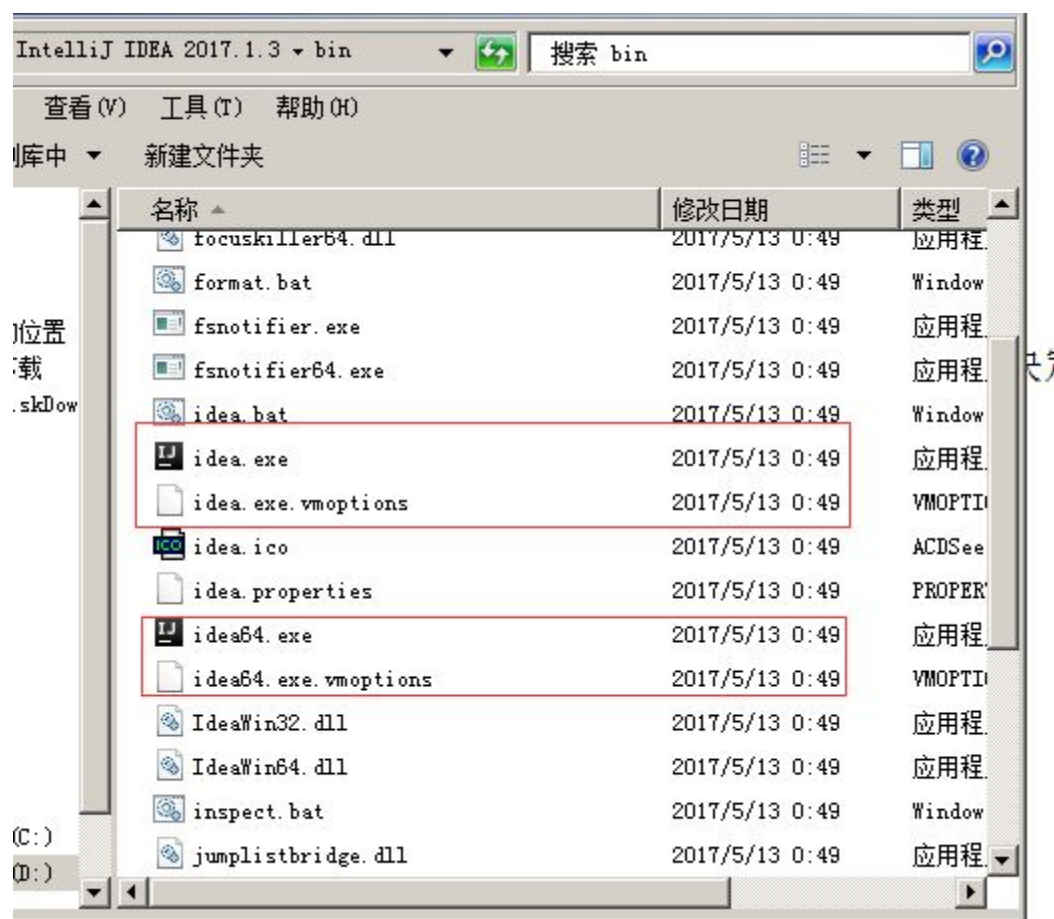 IntelliJ IDEA 2017.1.3 bin 搜索 bin
查看(V) 工具(T) 帮助(H)
库中 新建文件夹
名称 修改日期 类型
focuskiller64.dll 2017/5/13 0:49 应用程
format.bat 2017/5/13 0:49 Window
fsnotifier.exe 2017/5/13 0:49 应用程
fsnotifier64.exe 2017/5/13 0:49 应用程
idea.bat 2017/5/13 0:49 Window
idea.exe 2017/5/13 0:49 应用程
idea.exe.vmoptions 2017/5/13 0:49 VMOPTI
idea.ico 2017/5/13 0:49 ACDSee
idea.properties 2017/5/13 0:49 PROPER
idea64.exe 2017/5/13 0:49 应用程
idea64.exe.vmoptions 2017/5/13 0:49 VMOPTI
IdeaWin32.dll 2017/5/13 0:49 应用程
IdeaWin64.dll 2017/5/13 0:49 应用程
inspect.bat 2017/5/13 0:49 Window
jumplistbridge.dll 2017/5/13 0:49 应用程
位置
载
.skDow
(C:)
(D:)